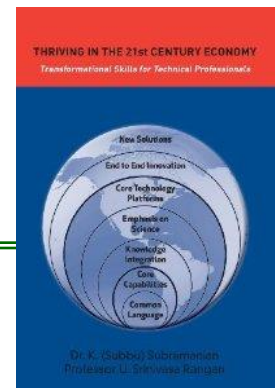 THRIVING IN THE 21st CENTURY ECONOMY
Transformational Skills for Technical Professionals
New Solutions
End to End Innovation
Core Technology
Platforms
Emphasis on
Science
Knowledge
Integration
Core
Capabilities
Common
Language
Dr. K. (Subbu) Subramanian
Professor U. Srinivasa Rangan